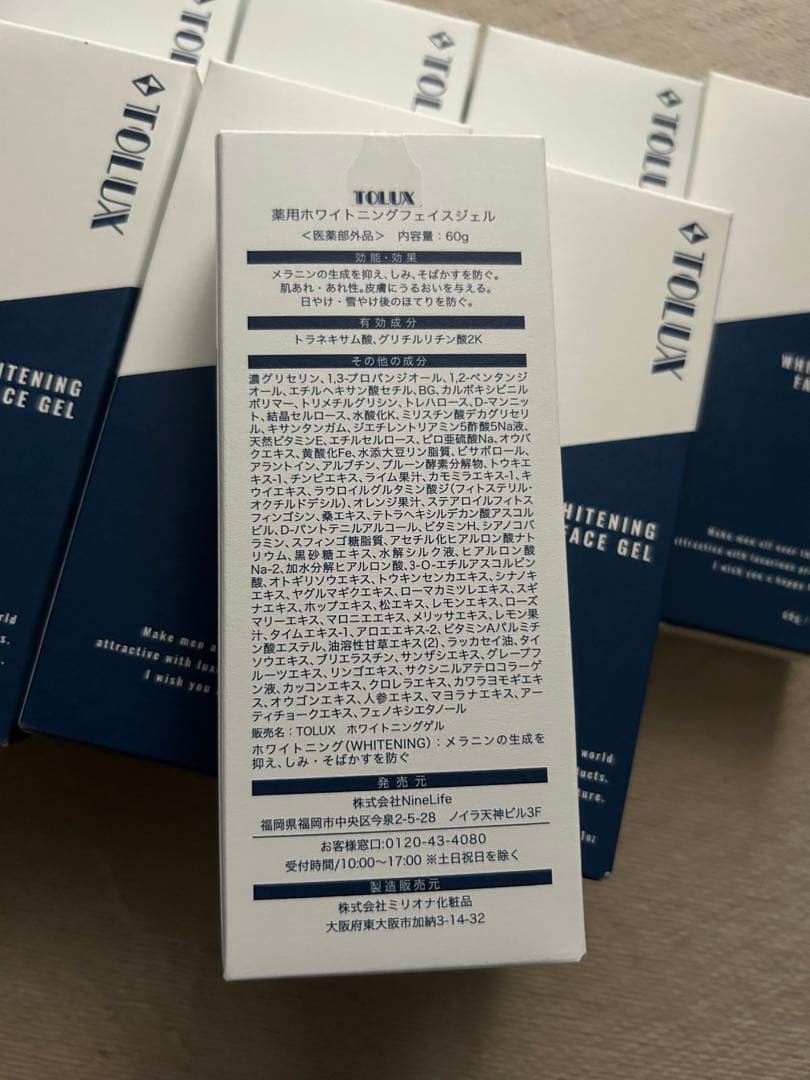 TOLUX
薬用ホワイトニングフェイスジェル
＜医薬部外品＞　内容量：60g
効能・効果
メラニンの生成を抑え、しみ、そばかすを防ぐ。
肌あれ・あれ性。皮膚にうるおいを与える。
日やけ・雪やけ後のほてりを防ぐ。
有効成分
トラネキサム酸、グリチルリチン酸2K
その他の成分
濃グリセリン、1,3-プロパンジオール、1,2-ペンタンジ
オール、エチルヘキサン酸セチル、BG、カルボキシビニル
ポリマー、トリメチルグリシン、トレハロース、D-マンニッ
ト、結晶セルロース、水酸化K、ミリスチン酸デカグリセリ
ル、キサンタンガム、ジエチレントリアミン5酢酸5Na液、
天然ビタミンE、エチルセルロース、ピロ亜硫酸Na、オウバ
クエキス、黄酸化Fe、水添大豆リン脂質、ビサボロール、
アラントイン、アルブチン、プルーン酵素分解物、トウキエ
キス-1、チンピエキス、ライム果汁、カモミラエキス-1、キ
ウイエキス、ラウロイルグルタミン酸ジ(フィトステリル・
オクチルドデシル)、オレンジ果汁、ステアロイルフィトス
フィンゴシン、桑エキス、テトラヘキシルデカン酸アスコル
ビル、D-パントテニルアルコール、ビタミンH、シアノコバ
ラミン、スフィンゴ糖脂質、アセチル化ヒアルロン酸ナト
リウム、黒砂糖エキス、水解シルク液、ヒアルロン酸
Na-2、加水分解ヒアルロン酸、3-O-エチルアスコルビン
酸、オトギリソウエキス、トウキンセンカエキス、シナノキ
エキス、ヤグルマギクエキス、ローマカミツレエキス、スギ
ナエキス、ホップエキス、松エキス、レモンエキス、ローズ
マリーエキス、マロニエエキス、メリッサエキス、レモン果
汁、タイムエキス-1、アロエエキス-2、ビタミンAパルミチ
ン酸エステル、油溶性甘草エキス(2)、ラッカセイ油、タイ
ソウエキス、ブリエラスチン、サンザシエキス、グレープフ
ルーツエキス、リンゴエキス、サクシニルアテロコラーゲ
ン液、カッコンエキス、クロレラエキス、カワラヨモギエキ
ス、オウゴンエキス、人参エキス、マヨラナエキス、アー
ティチョークエキス、フェノキシエタノール
販売名：TOLUX　ホワイトニングゲル
ホワイトニング(WHITENING)：メラニンの生成を
抑え、しみ・そばかすを防ぐ
発売元
株式会社NineLife
福岡県福岡市中央区今泉2-5-28　ノイラ天神ビル3F
お客様窓口:0120-43-4080
受付時間/10:00〜17:00 ※土日祝日を除く
製造販売元
株式会社ミリオナ化粧品
大阪府東大阪市加納3-14-32
TOLUX
TOLUX
TOLUX
ITENING
CE GEL
HITENING
ACE GEL
Make men a
attractive with lux
I wish you
world